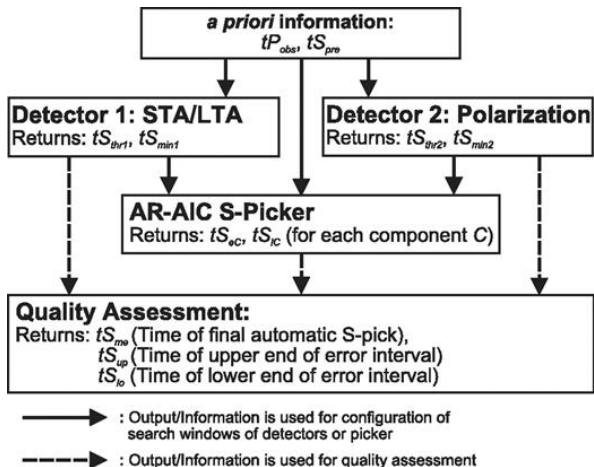 a priori information:
tPobs, tSpre
Detector 1: STA/LTA
Returns: tSthr1, tSmin1
Detector 2: Polarization
Returns: tSthr2, tSmin2
AR-AIC S-Picker
Returns: tSeC, tSlC (for each component C)
Quality Assessment:
Returns: tSme (Time of final automatic S-pick),
tSup (Time of upper end of error interval)
tSlo (Time of lower end of error interval)
: Output/Information is used for configuration of
search windows of detectors or picker
: Output/Information is used for quality assessment